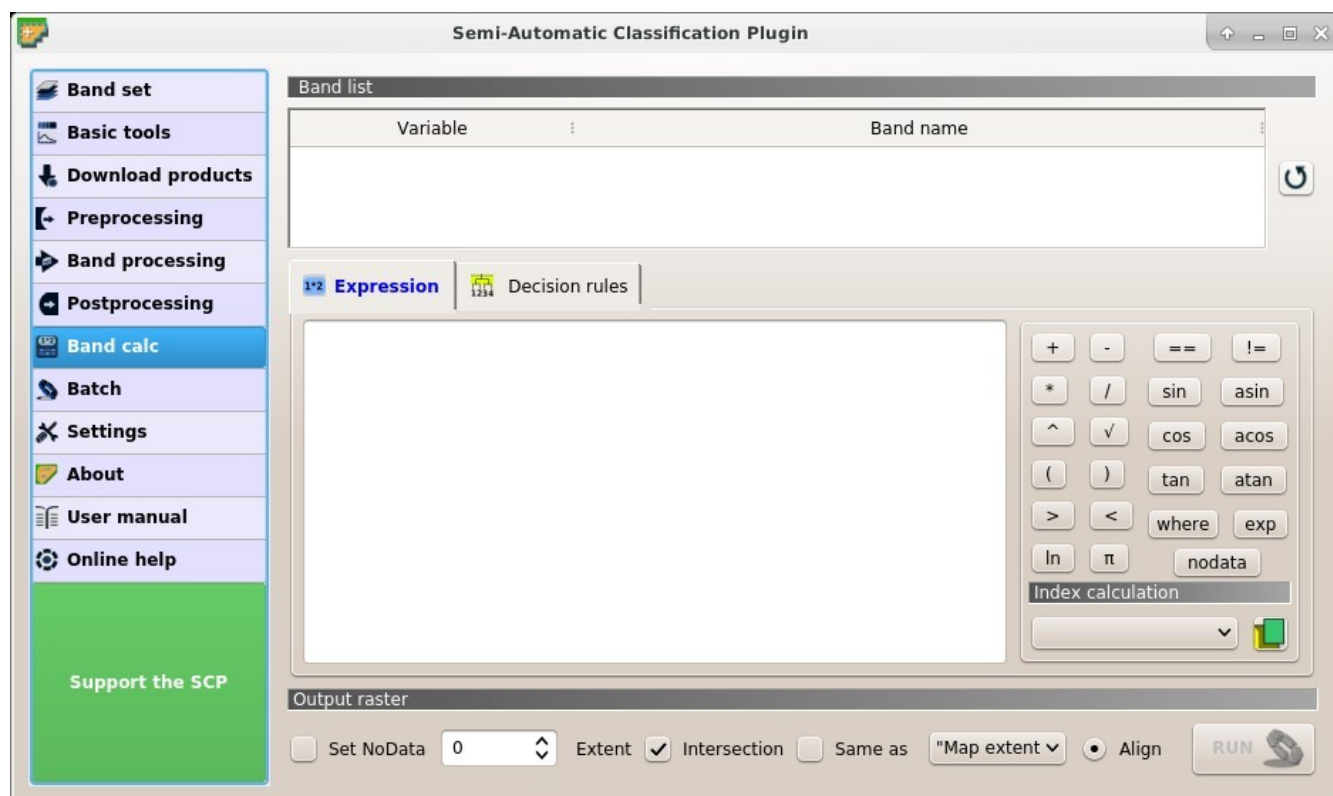 Semi-Automatic Classification Plugin
Band set
Basic tools
Download products
Preprocessing
Band processing
Postprocessing
Band calc
Batch
Settings
About
User manual
Online help
Support the SCP
Band list
Variable Band name
1*2 Expression 1234 Decision rules
+ - == !=
* / sin asin
^ √ cos acos
( ) tan atan
> < where exp
ln π nodata
Index calculation
Output raster
Set NoData 0 Extent Intersection Same as "Map extent Align RUN